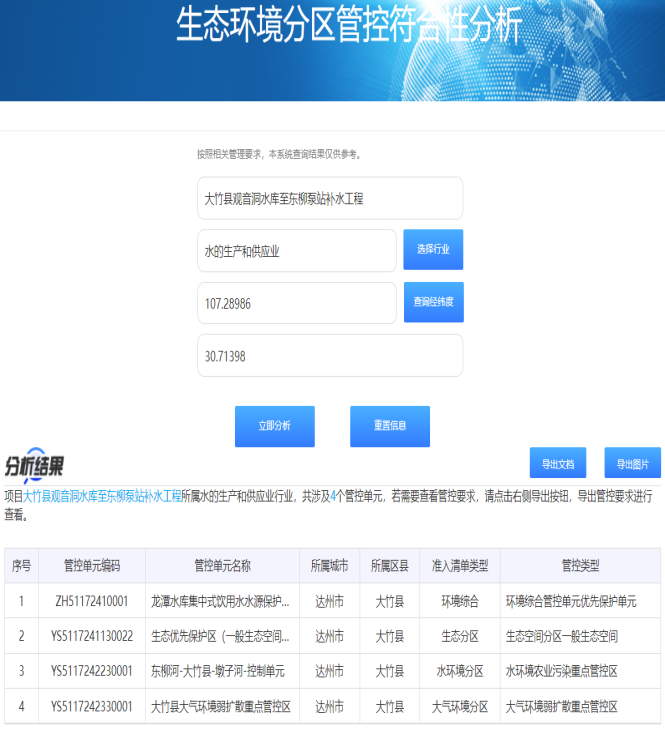 生态环境分区管控符合性分析
按照相关管理要求，本系统查询结果仅供参考。
大竹县观音洞水库至东柳泵站补水工程
水的生产和供应业
选择行业
107.28986
查询经纬度
30.71398
立即分析
重置信息
分析结果
导出文档
导出图片
项目大竹县观音洞水库至东柳泵站补水工程所属水的生产和供应业行业，共涉及4个管控单元，若需要查看管控要求，请点击右侧导出按钮，导出管控要求进行
查看。
序号 管控单元编码 管控单元名称 所属城市 所属区县 准入清单类型 管控类型
1 ZH51172410001 龙潭水库集中式饮用水水源保护... 达州市 大竹县 环境综合 环境综合管控单元优先保护单元
2 YS5117241130022 生态优先保护区（一般生态空间... 达州市 大竹县 生态分区 生态空间分区一般生态空间
3 YS5117242230001 东柳河-大竹县-墩子河-控制单元 达州市 大竹县 水环境分区 水环境农业污染重点管控区
4 YS5117242330001 大竹县大气环境弱扩散重点管控区 达州市 大竹县 大气环境分区 大气环境弱扩散重点管控区